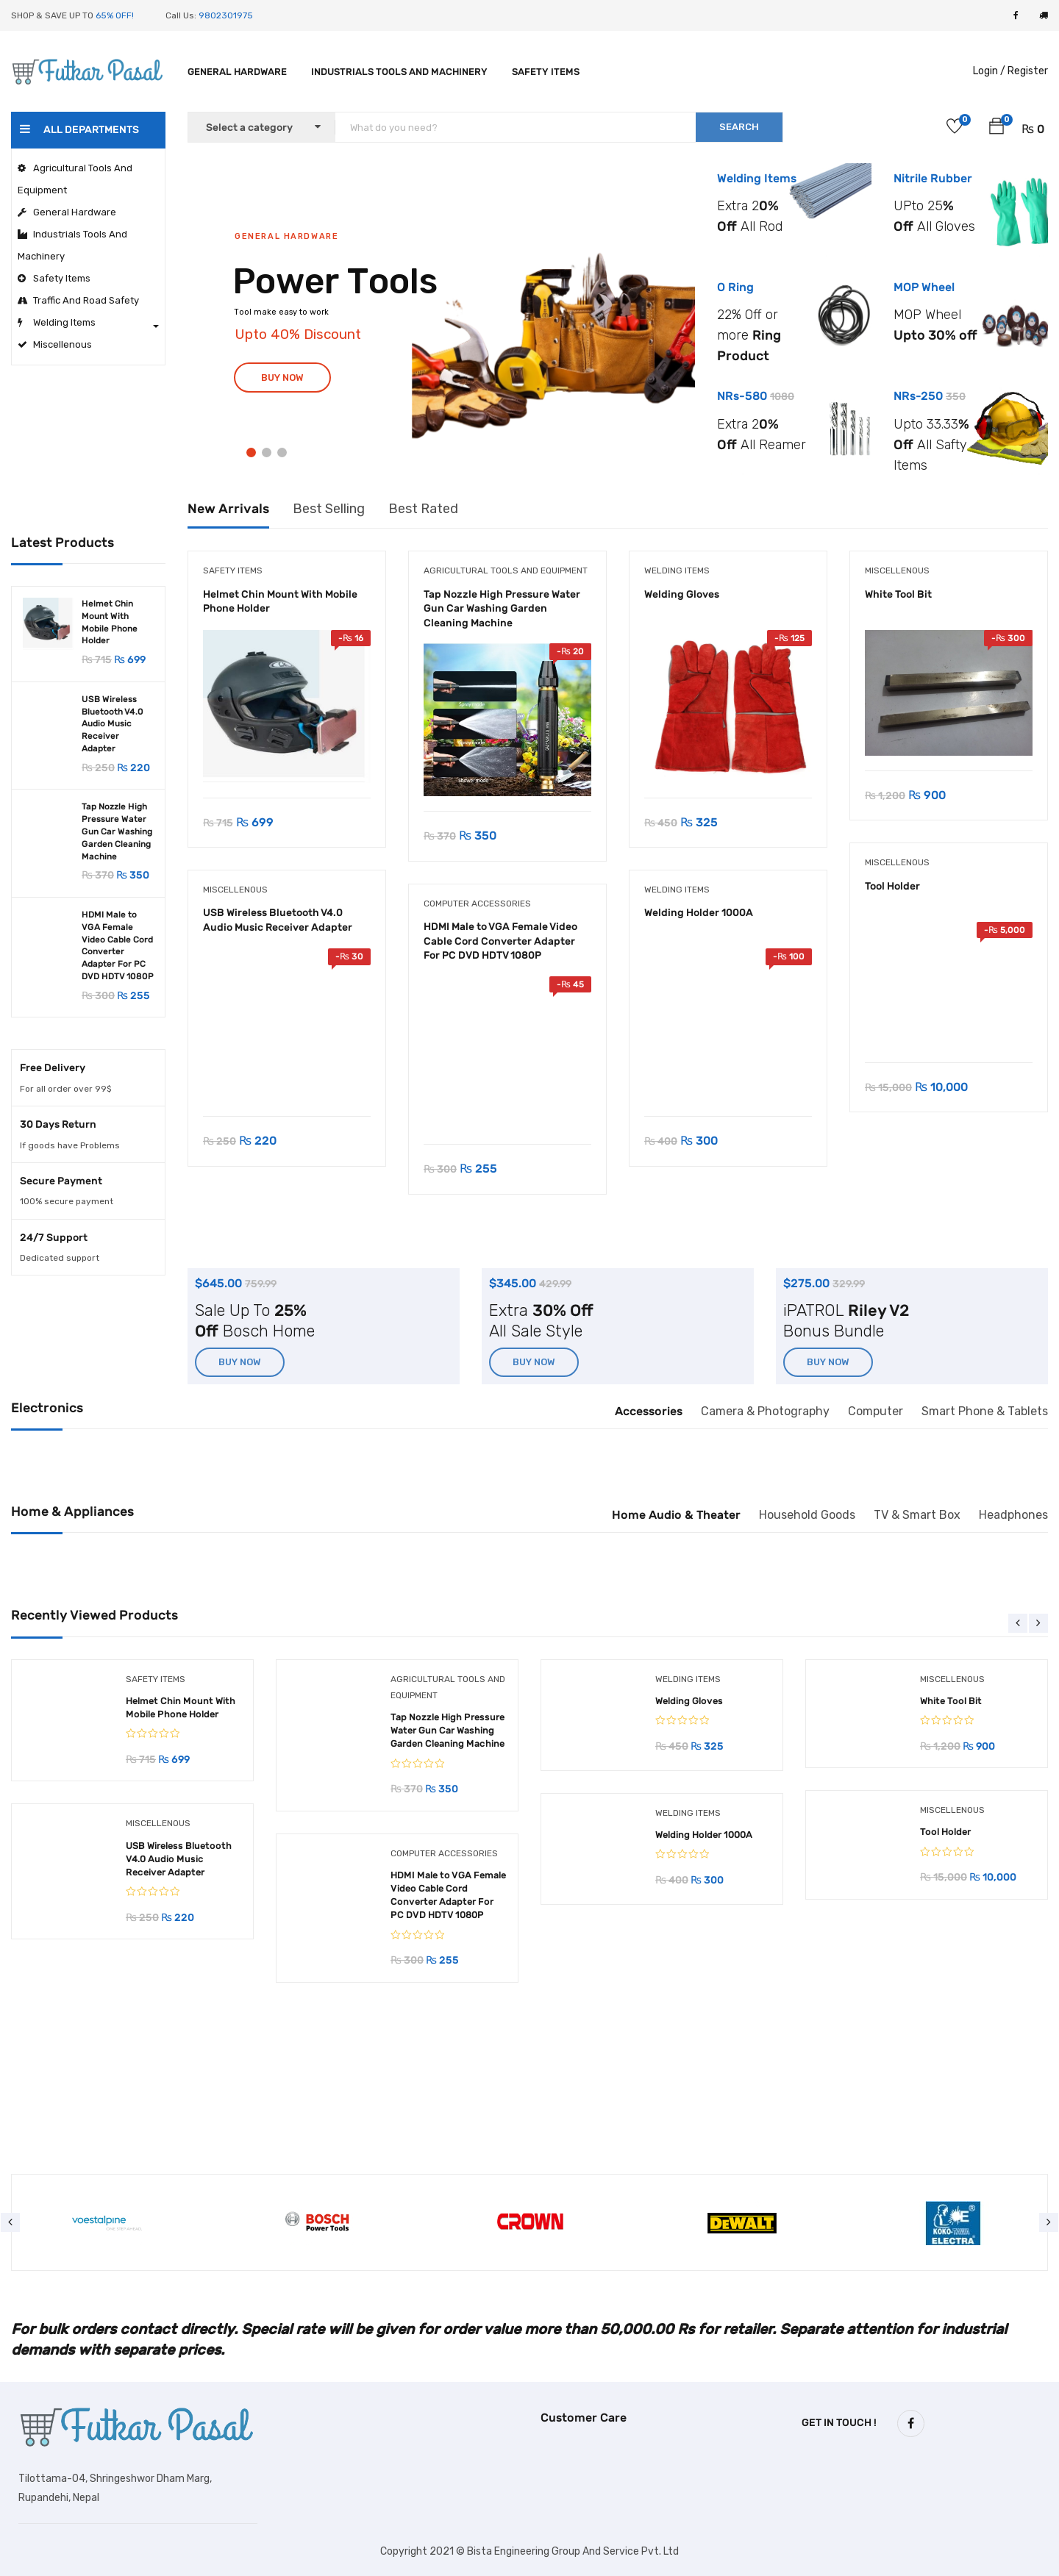 SHOP & SAVE UP TO 65% OFF!
Call Us: 9802301975
Futkar Pasal
GENERAL HARDWARE
INDUSTRIALS TOOLS AND MACHINERY
SAFETY ITEMS
Login / Register
ALL DEPARTMENTS
Select a category
What do you need?
SEARCH
0
0
₨ 0
Agricultural Tools And
Equipment
General Hardware
Industrials Tools And
Machinery
Safety Items
Traffic And Road Safety
Welding Items
Miscellenous
GENERAL HARDWARE
Power Tools
Tool make easy to work
Upto 40% Discount
BUY NOW
Welding Items
Extra 20%
Off All Rod
Nitrile Rubber
UPto 25%
Off All Gloves
O Ring
22% Off or
more Ring
Product
MOP Wheel
MOP Wheel
Upto 30% off
NRs-580 1080
Extra 20%
Off All Reamer
NRs-250 350
Upto 33.33%
Off All Safty
Items
Latest Products
Helmet Chin
Mount With
Mobile Phone
Holder
₨ 715 ₨ 699
USB Wireless
Bluetooth V4.0
Audio Music
Receiver
Adapter
₨ 250 ₨ 220
Tap Nozzle High
Pressure Water
Gun Car Washing
Garden Cleaning
Machine
₨ 370 ₨ 350
HDMI Male to
VGA Female
Video Cable Cord
Converter
Adapter For PC
DVD HDTV 1080P
₨ 300 ₨ 255
Free Delivery
For all order over 99$
30 Days Return
If goods have Problems
Secure Payment
100% secure payment
24/7 Support
Dedicated support
New Arrivals
Best Selling
Best Rated
SAFETY ITEMS
Helmet Chin Mount With Mobile
Phone Holder
-₨ 16
₨ 715 ₨ 699
AGRICULTURAL TOOLS AND EQUIPMENT
Tap Nozzle High Pressure Water
Gun Car Washing Garden
Cleaning Machine
-₨ 20
shower mode
₨ 370 ₨ 350
WELDING ITEMS
Welding Gloves
-₨ 125
₨ 450 ₨ 325
MISCELLENOUS
White Tool Bit
-₨ 300
₨ 1,200 ₨ 900
MISCELLENOUS
USB Wireless Bluetooth V4.0
Audio Music Receiver Adapter
-₨ 30
₨ 250 ₨ 220
COMPUTER ACCESSORIES
HDMI Male to VGA Female Video
Cable Cord Converter Adapter
For PC DVD HDTV 1080P
-₨ 45
₨ 300 ₨ 255
WELDING ITEMS
Welding Holder 1000A
-₨ 100
₨ 400 ₨ 300
MISCELLENOUS
Tool Holder
-₨ 5,000
₨ 15,000 ₨ 10,000
$645.00 759.99
Sale Up To 25%
Off Bosch Home
BUY NOW
$345.00 429.99
Extra 30% Off
All Sale Style
BUY NOW
$275.00 329.99
iPATROL Riley V2
Bonus Bundle
BUY NOW
Electronics
Accessories
Camera & Photography
Computer
Smart Phone & Tablets
Home & Appliances
Home Audio & Theater
Household Goods
TV & Smart Box
Headphones
Recently Viewed Products
SAFETY ITEMS
Helmet Chin Mount With
Mobile Phone Holder
₨ 715 ₨ 699
AGRICULTURAL TOOLS AND
EQUIPMENT
Tap Nozzle High Pressure
Water Gun Car Washing
Garden Cleaning Machine
₨ 370 ₨ 350
WELDING ITEMS
Welding Gloves
₨ 450 ₨ 325
MISCELLENOUS
White Tool Bit
₨ 1,200 ₨ 900
MISCELLENOUS
USB Wireless Bluetooth
V4.0 Audio Music
Receiver Adapter
₨ 250 ₨ 220
COMPUTER ACCESSORIES
HDMI Male to VGA Female
Video Cable Cord
Converter Adapter For
PC DVD HDTV 1080P
₨ 300 ₨ 255
WELDING ITEMS
Welding Holder 1000A
₨ 400 ₨ 300
MISCELLENOUS
Tool Holder
₨ 15,000 ₨ 10,000
voestalpine
BOSCH
Power Tools
CROWN
DEWALT
KOKO
ELECTRA
For bulk orders contact directly. Special rate will be given for order value more than 50,000.00 Rs for retailer. Separate attention for industrial
demands with separate prices.
Futkar Pasal
Tilottama-04, Shringeshwor Dham Marg,
Rupandehi, Nepal
Customer Care
GET IN TOUCH !
Copyright 2021 © Bista Engineering Group And Service Pvt. Ltd